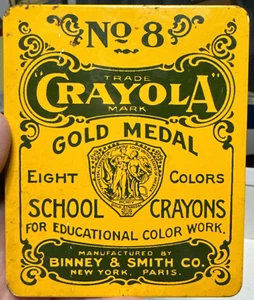 No 8
TRADE
"CRAYOLA"
MARK
GOLD MEDAL
EIGHT COLORS
SCHOOL CRAYONS
FOR EDUCATIONAL COLOR WORK.
MANUFACTURED BY
BINNEY & SMITH CO.
NEW YORK, PARIS.